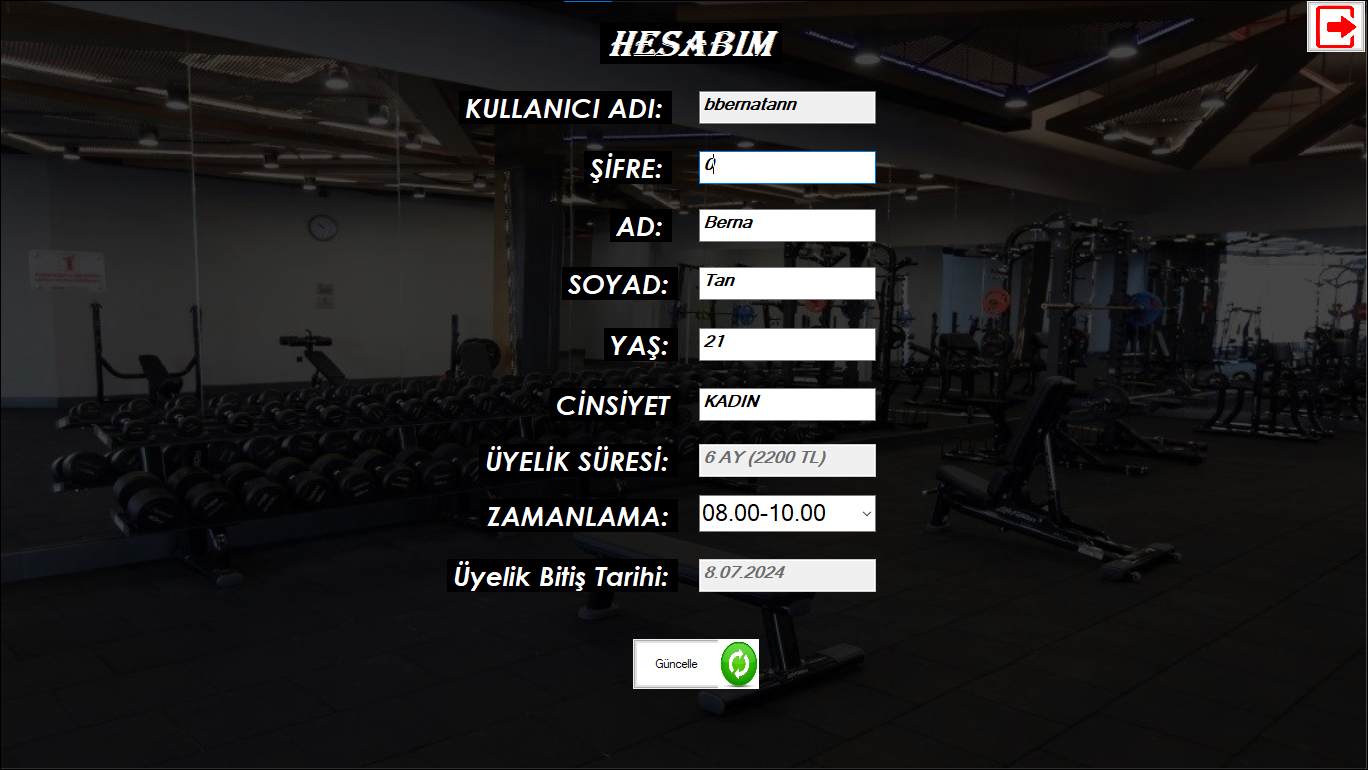 HESABIM
KULLANICI ADI: bbernatann
ŞİFRE: 0
AD: Berna
SOYAD: Tan
YAŞ: 21
CİNSİYET KADIN
ÜYELİK SÜRESİ: 6 AY (2200 TL)
ZAMANLAMA: 08.00-10.00
Üyelik Bitiş Tarihi: 8.07.2024
Güncelle